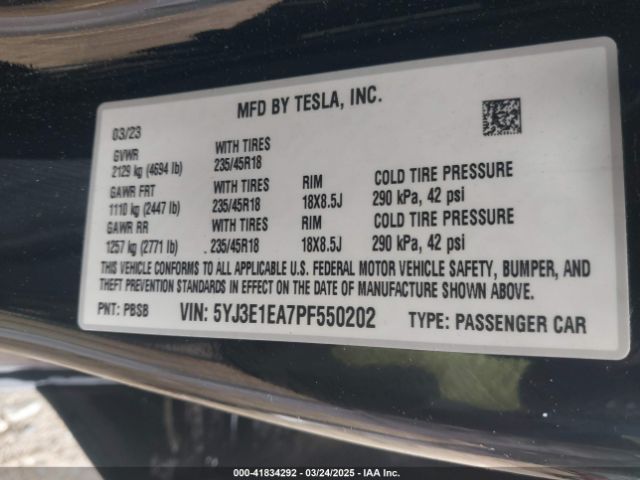 MFD BY TESLA, INC.
03/23
GVWR WITH TIRES
2129 kg (4694 lb) 235/45R18
GAWR FRT WITH TIRES RIM COLD TIRE PRESSURE
1110 kg (2447 lb) 235/45R18 18X8.5J 290 kPa, 42 psi
GAWR RR WITH TIRES RIM COLD TIRE PRESSURE
1257 kg (2771 lb) 235/45R18 18X8.5J 290 kPa, 42 psi
THIS VEHICLE CONFORMS TO ALL APPLICABLE U.S. FEDERAL MOTOR VEHICLE SAFETY, BUMPER, AND
THEFT PREVENTION STANDARDS IN EFFECT ON THE DATE OF MANUFACTURE SHOWN ABOVE.
PNT: PBSB VIN: 5YJ3E1EA7PF550202 TYPE: PASSENGER CAR
000-41834292 - 03/24/2025 - IAA Inc.